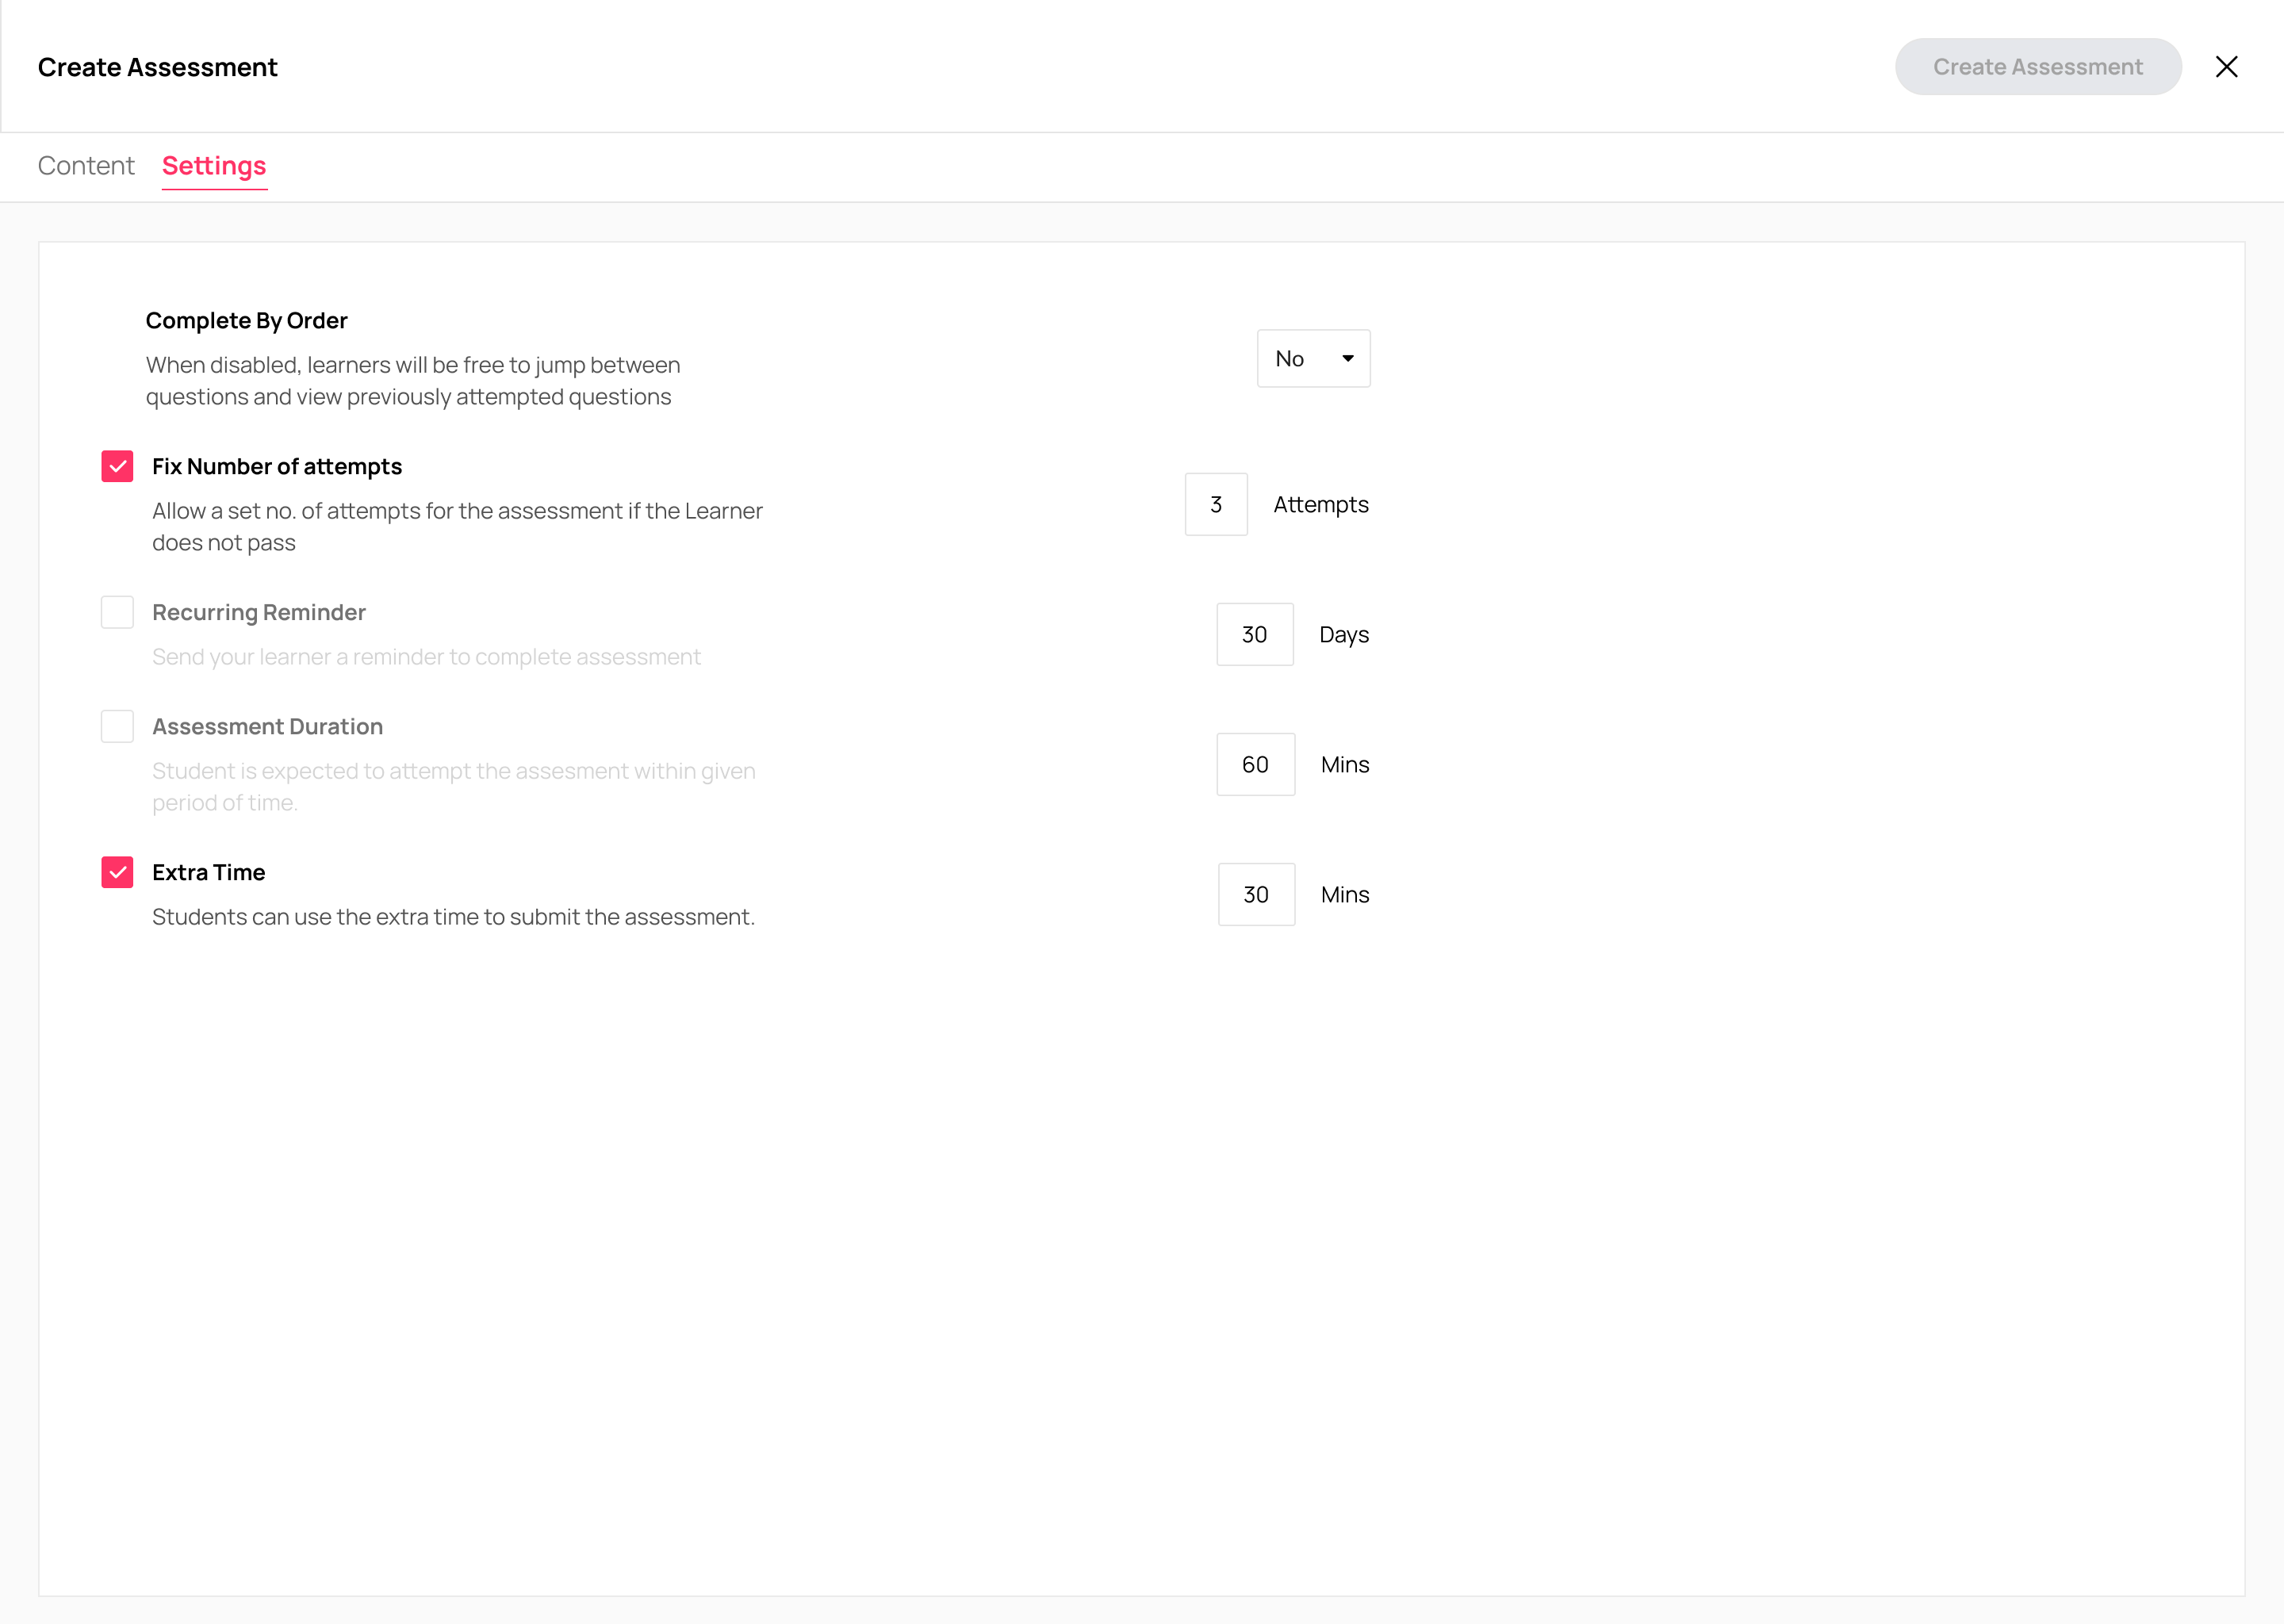 Create Assessment
Create Assessment
Content
Settings
Complete By Order
When disabled, learners will be free to jump between
questions and view previously attempted questions
No
Fix Number of attempts
Allow a set no. of attempts for the assessment if the Learner
does not pass
3
Attempts
Recurring Reminder
Send your learner a reminder to complete assessment
30
Days
Assessment Duration
Student is expected to attempt the assesment within given
period of time.
60
Mins
Extra Time
Students can use the extra time to submit the assessment.
30
Mins